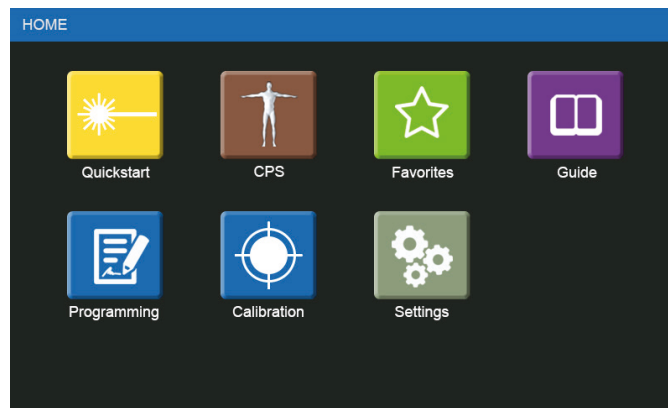 HOME
Quickstart
CPS
Favorites
Guide
Programming
Calibration
Settings